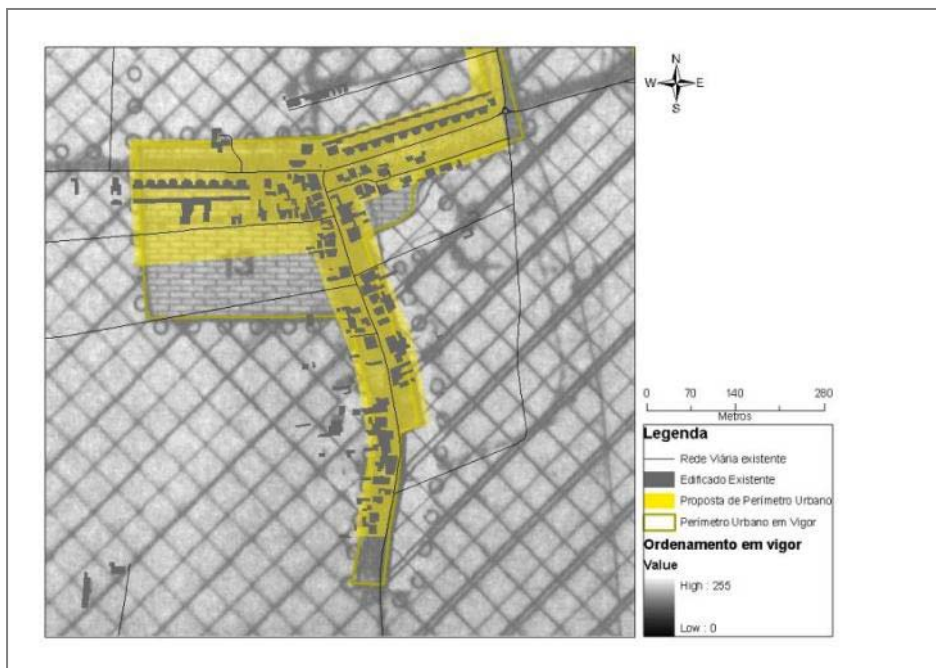 N
W E
S
13
0 70 140 280
Metros
Legenda
Rede Viária existente
Edificado Existente
Proposta de Perímetro Urbano
Perímetro Urbano em Vigor
Ordenamento em vigor
Value
High : 255
Low : 0